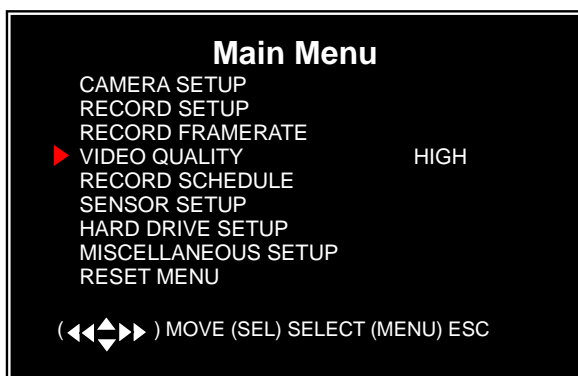 Main Menu
CAMERA SETUP
RECORD SETUP
RECORD FRAMERATE
VIDEO QUALITY HIGH
RECORD SCHEDULE
SENSOR SETUP
HARD DRIVE SETUP
MISCELLANEOUS SETUP
RESET MENU
( ) MOVE (SEL) SELECT (MENU) ESC